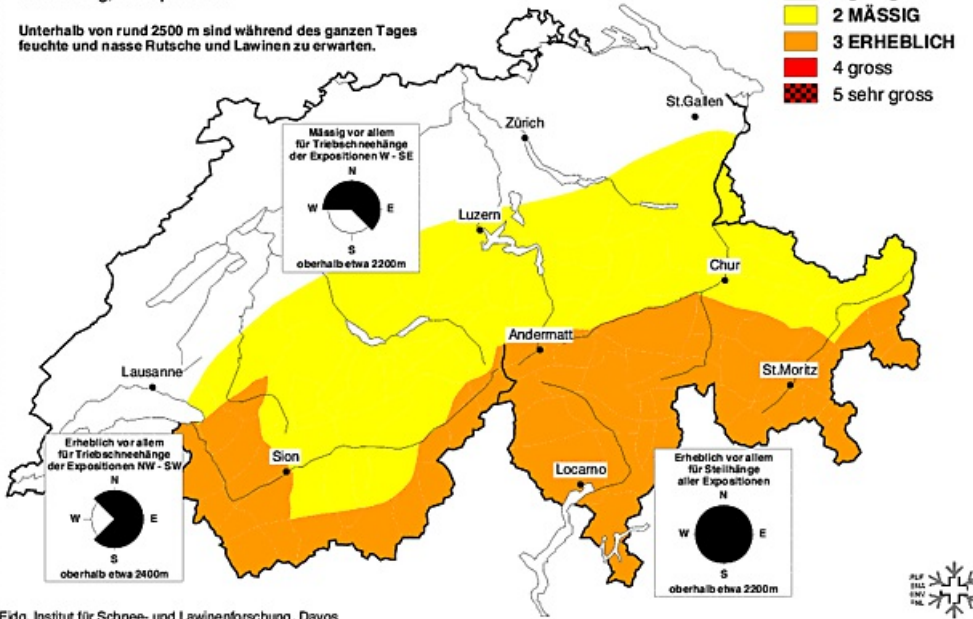 Unterhalb von rund 2500 m sind während des ganzen Tages
feuchte und nasse Rutsche und Lawinen zu erwarten.
2 MÄSSIG
3 ERHEBLICH
4 gross
5 sehr gross
St.Gallen
Zürich
Mässig vor allem
für Triebschneehänge
der Expositionen W - SE
N
W E
S
oberhalb etwa 2200m
Luzern
Chur
Andermatt
Lausanne
St.Moritz
Erheblich vor allem
für Triebschneehänge
der Expositionen NW - SW
N
W E
S
oberhalb etwa 2400m
Sion
Locarno
Erheblich vor allem
für Steilhänge
aller Expositionen
N
W E
S
oberhalb etwa 2200m
SLF
ENA
Eidg. Institut für Schnee- und Lawinenforschung, Davos